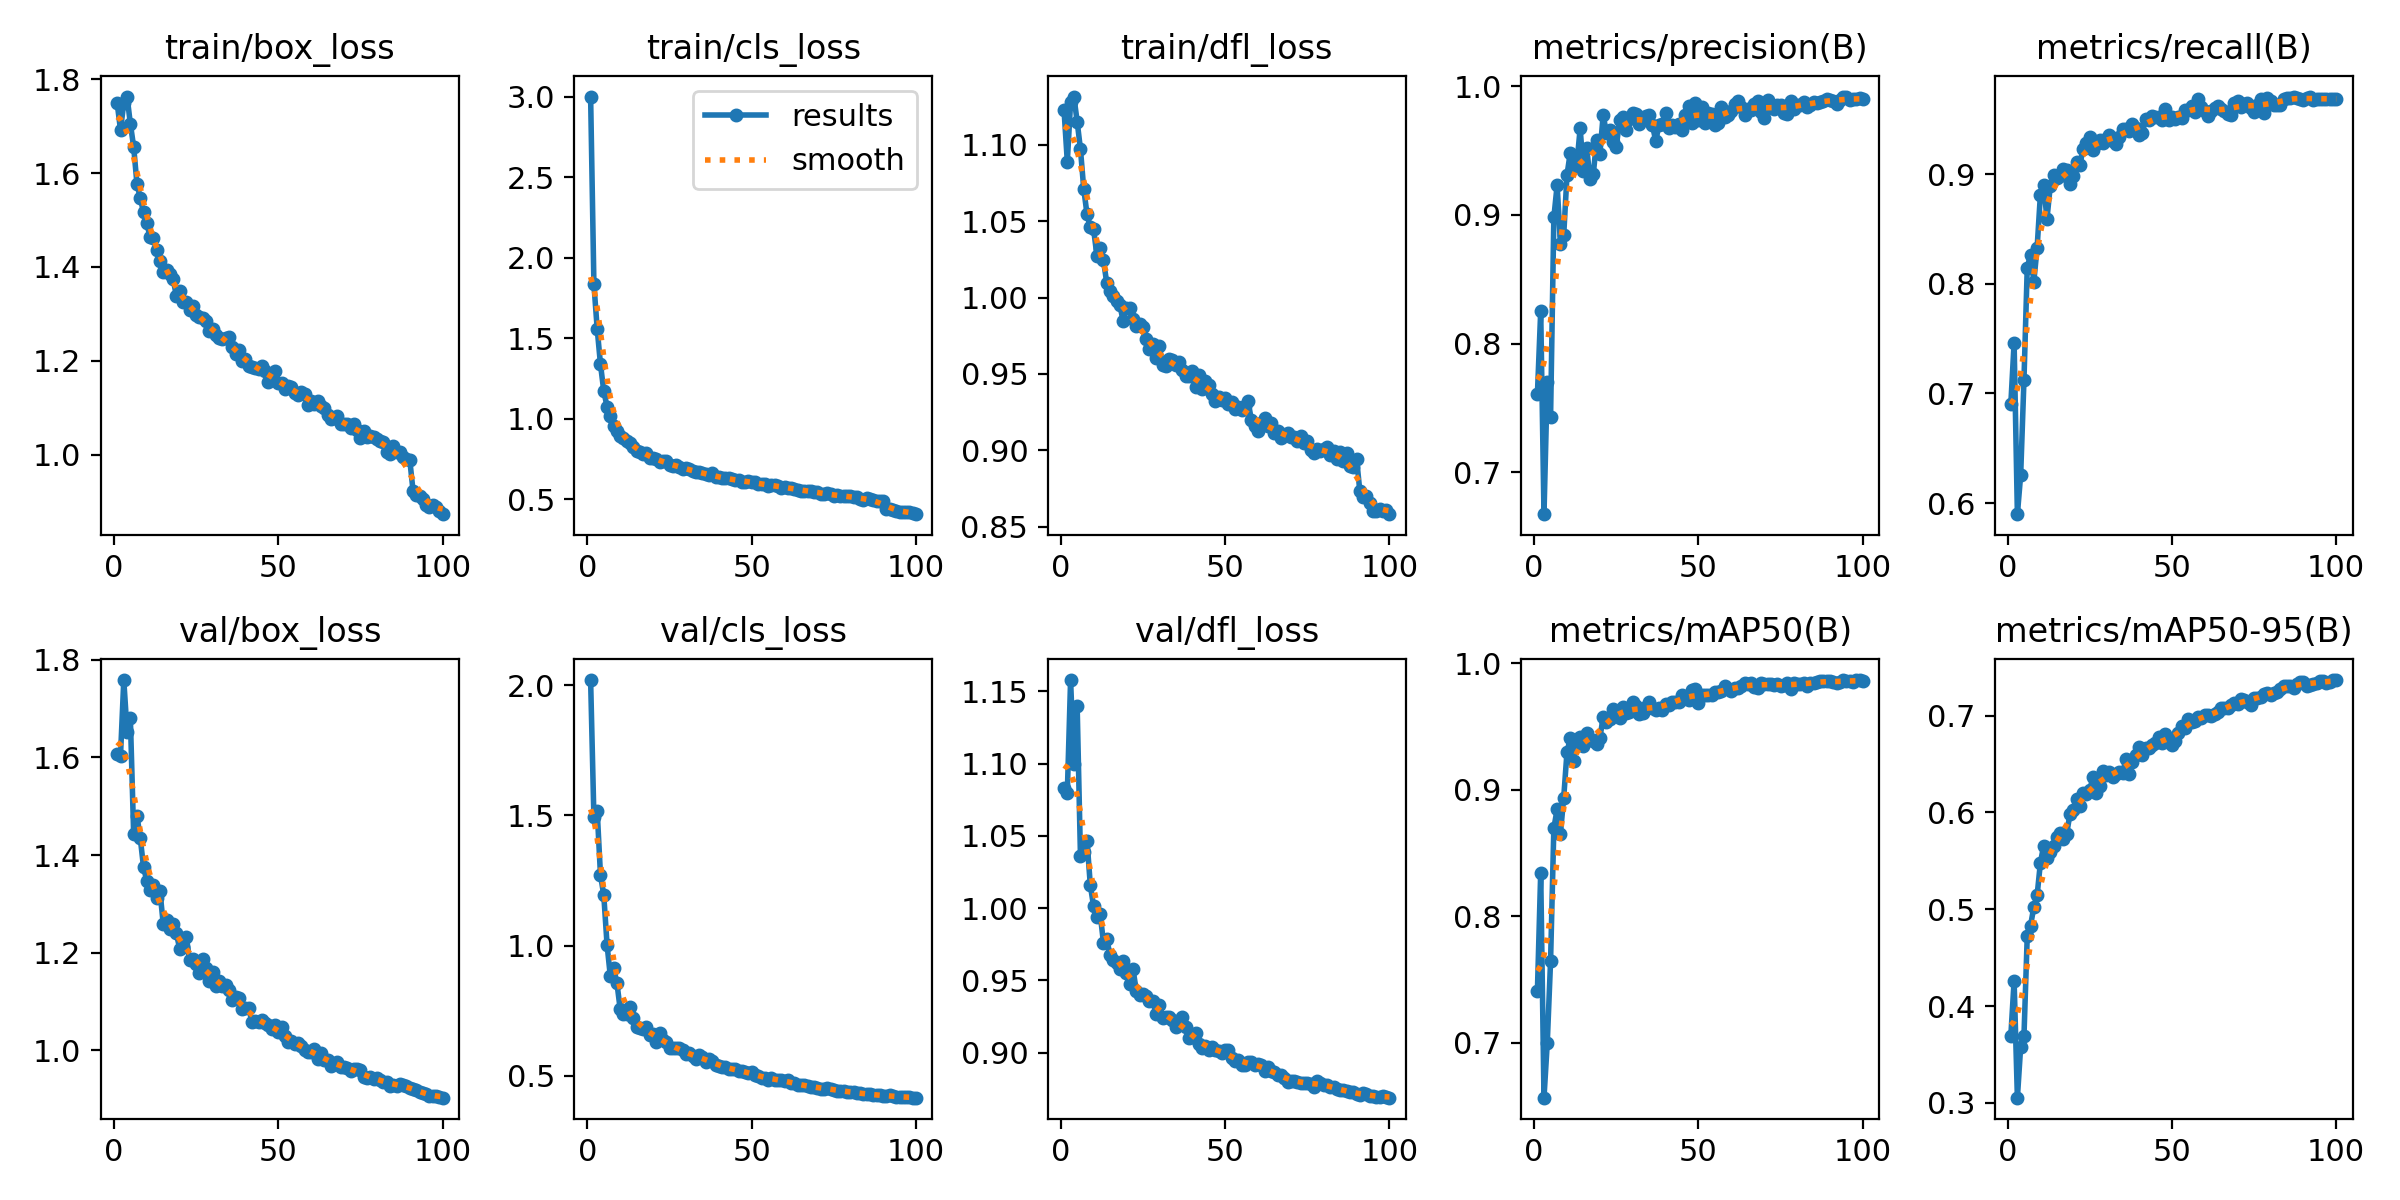 train/box_loss
1.8
1.6
1.4
1.2
1.0
0 50 100
train/cls_loss
results
smooth
3.0
2.5
2.0
1.5
1.0
0.5
0 50 100
train/dfl_loss
1.10
1.05
1.00
0.95
0.90
0.85
0 50 100
metrics/precision(B)
1.0
0.9
0.8
0.7
0 50 100
metrics/recall(B)
0.9
0.8
0.7
0.6
0 50 100
val/box_loss
1.8
1.6
1.4
1.2
1.0
0 50 100
val/cls_loss
2.0
1.5
1.0
0.5
0 50 100
val/dfl_loss
1.15
1.10
1.05
1.00
0.95
0.90
0 50 100
metrics/mAP50(B)
1.0
0.9
0.8
0.7
0 50 100
metrics/mAP50-95(B)
0.7
0.6
0.5
0.4
0.3
0 50 100